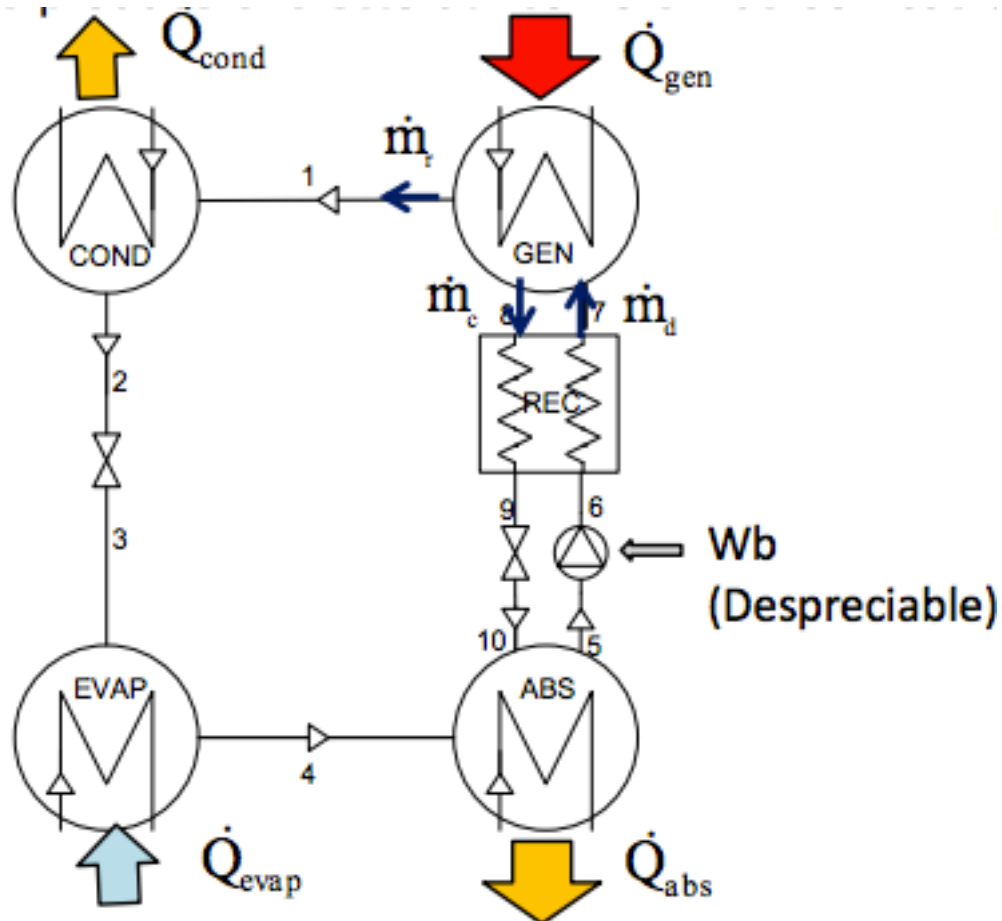 Q̇cond
Q̇gen
ṁr
1
COND
GEN
ṁc
8
7
ṁd
2
REC
9
6
3
Wb
(Despreciable)
10
5
EVAP
ABS
4
Q̇evap
Q̇abs